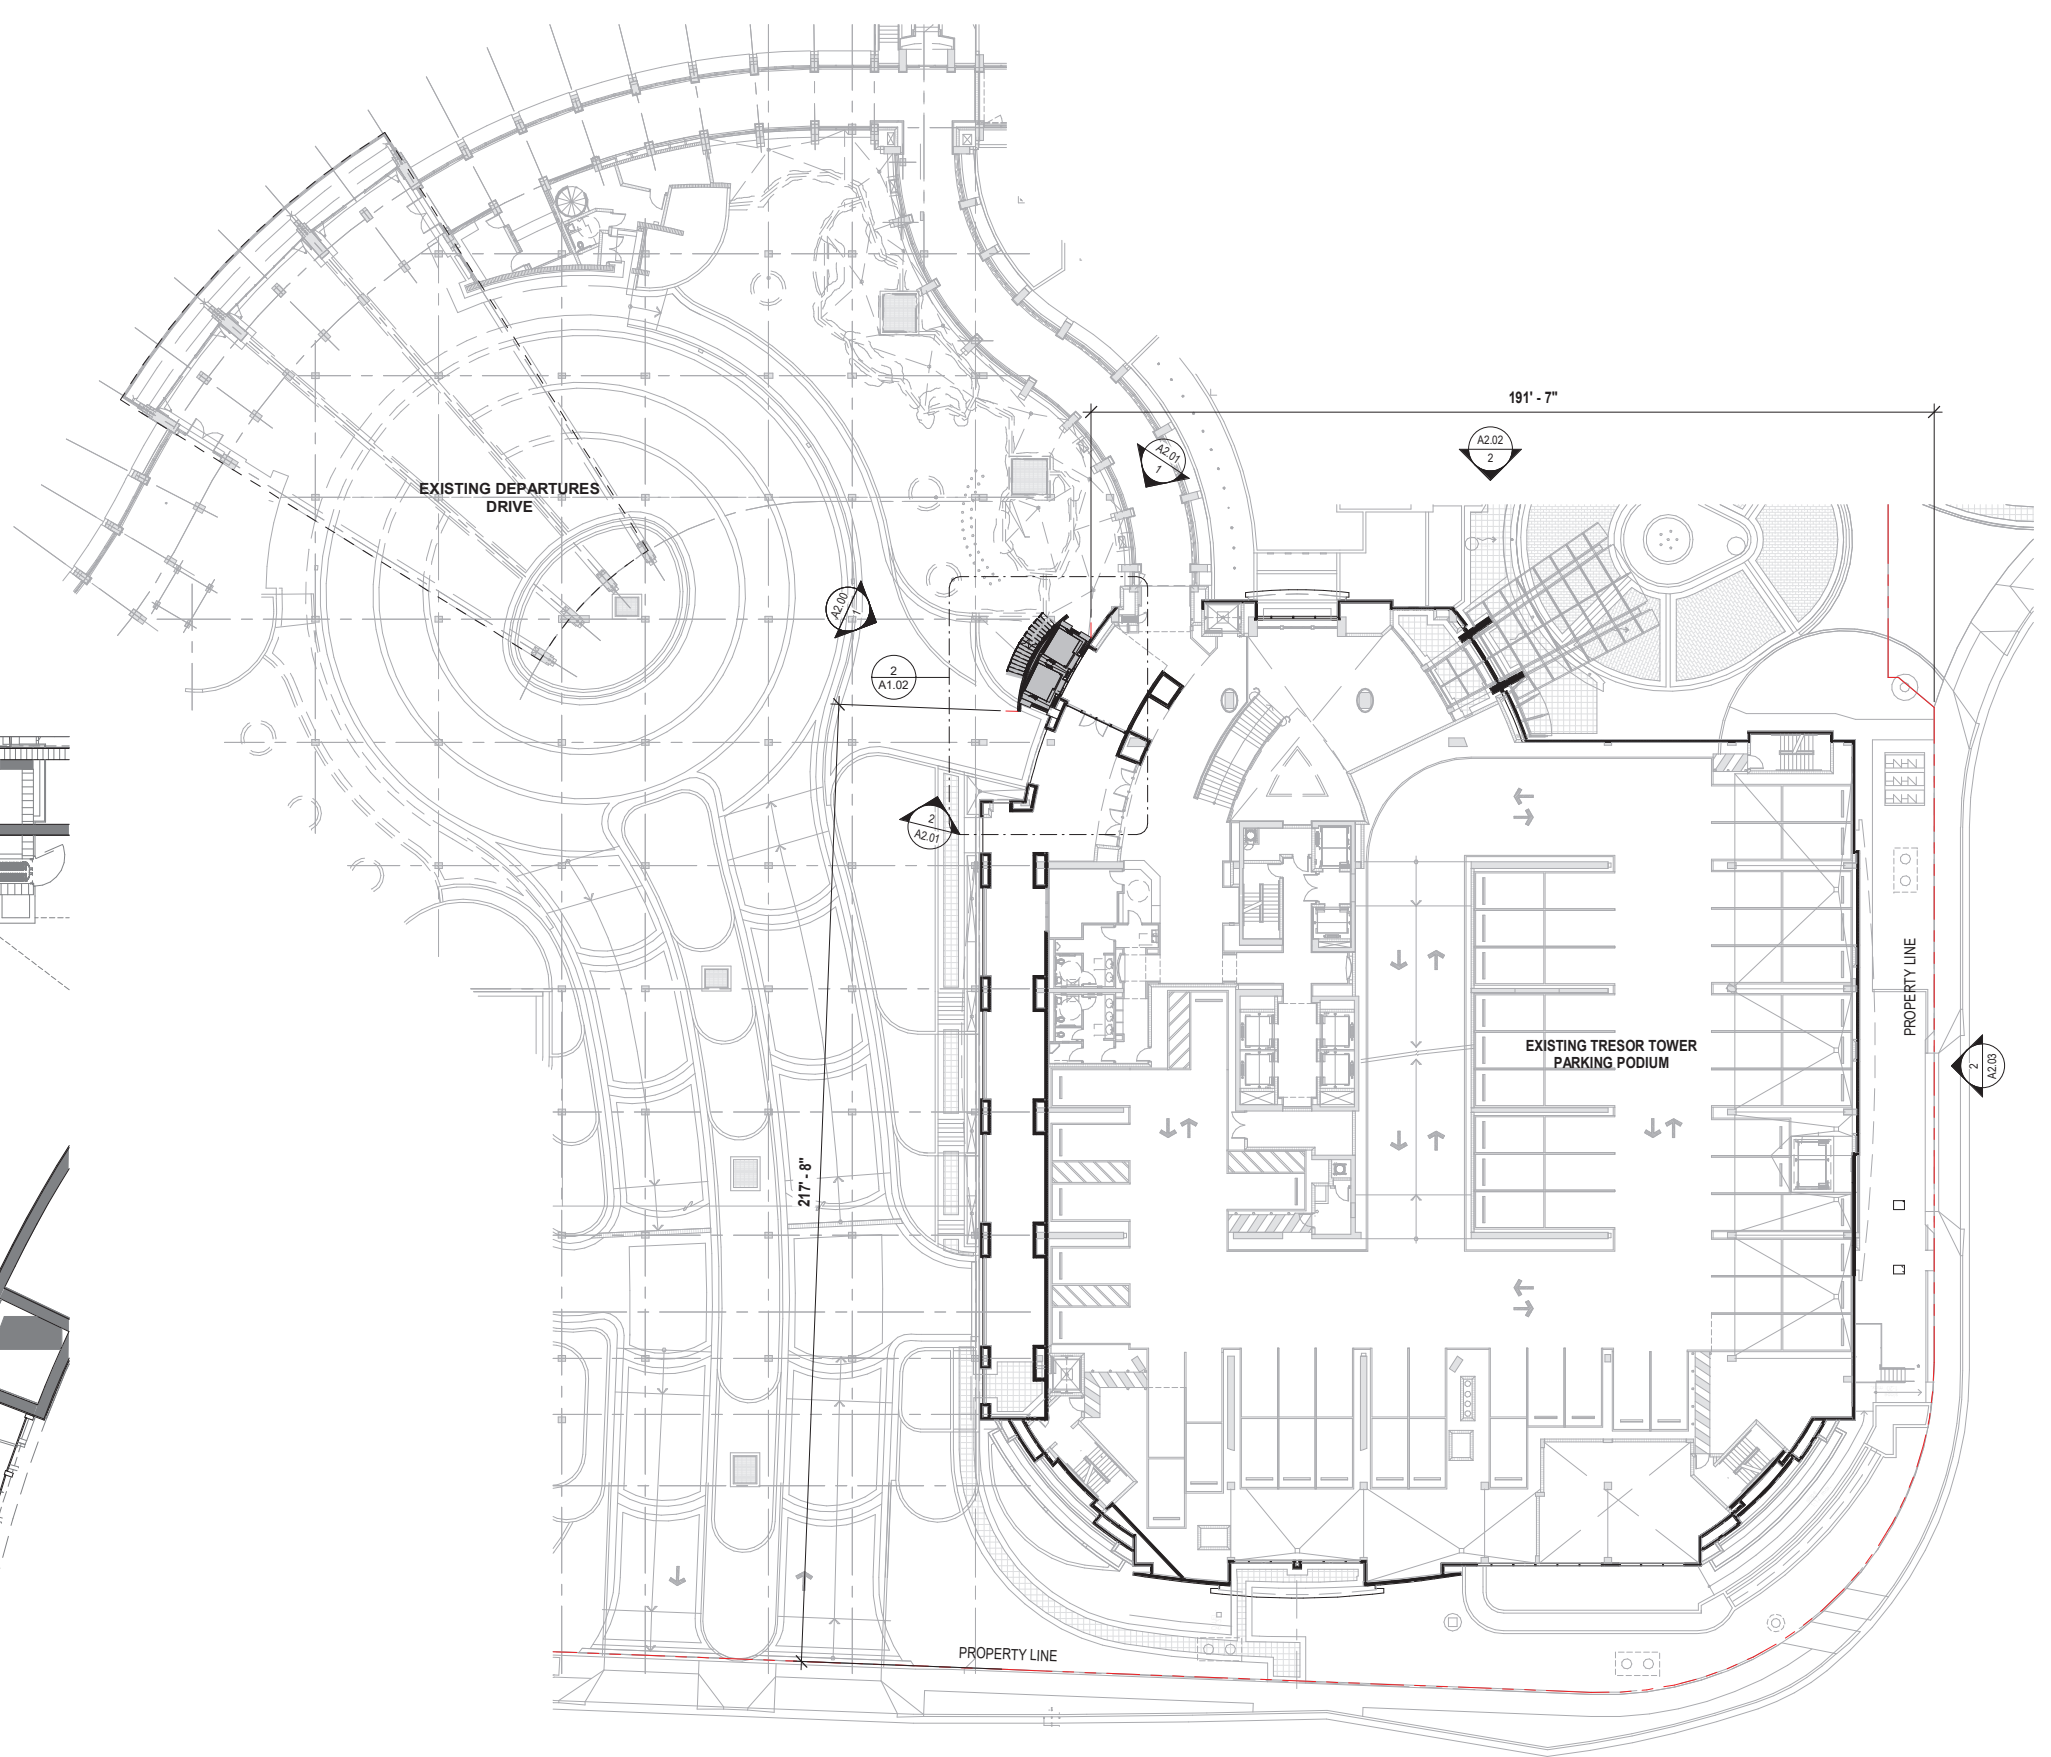 191' - 7"
A2.02
2
A2.01
1
EXISTING DEPARTURES
DRIVE
A2.00
1
2
A1.02
2
A2.01
PROPERTY LINE
EXISTING TRESOR TOWER
PARKING PODIUM
2
A2.03
217' - 8"
PROPERTY LINE